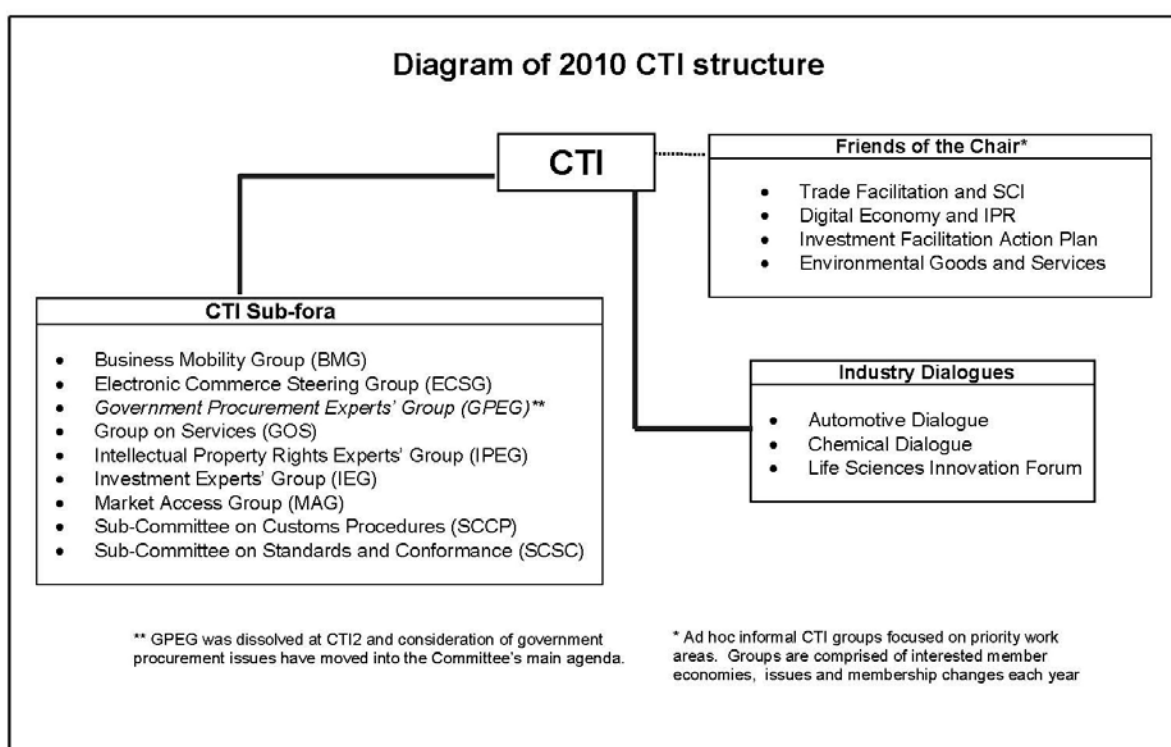 Diagram of 2010 CTI structure
CTI
Friends of the Chair*
• Trade Facilitation and SCI
• Digital Economy and IPR
• Investment Facilitation Action Plan
• Environmental Goods and Services
CTI Sub-fora
• Business Mobility Group (BMG)
• Electronic Commerce Steering Group (ECSG)
• Government Procurement Experts' Group (GPEG)**
• Group on Services (GOS)
• Intellectual Property Rights Experts' Group (IPEG)
• Investment Experts' Group (IEG)
• Market Access Group (MAG)
• Sub-Committee on Customs Procedures (SCCP)
• Sub-Committee on Standards and Conformance (SCSC)
Industry Dialogues
• Automotive Dialogue
• Chemical Dialogue
• Life Sciences Innovation Forum
** GPEG was dissolved at CTI2 and consideration of government
procurement issues have moved into the Committee's main agenda.
* Ad hoc informal CTI groups focused on priority work
areas. Groups are comprised of interested member
economies, issues and membership changes each year